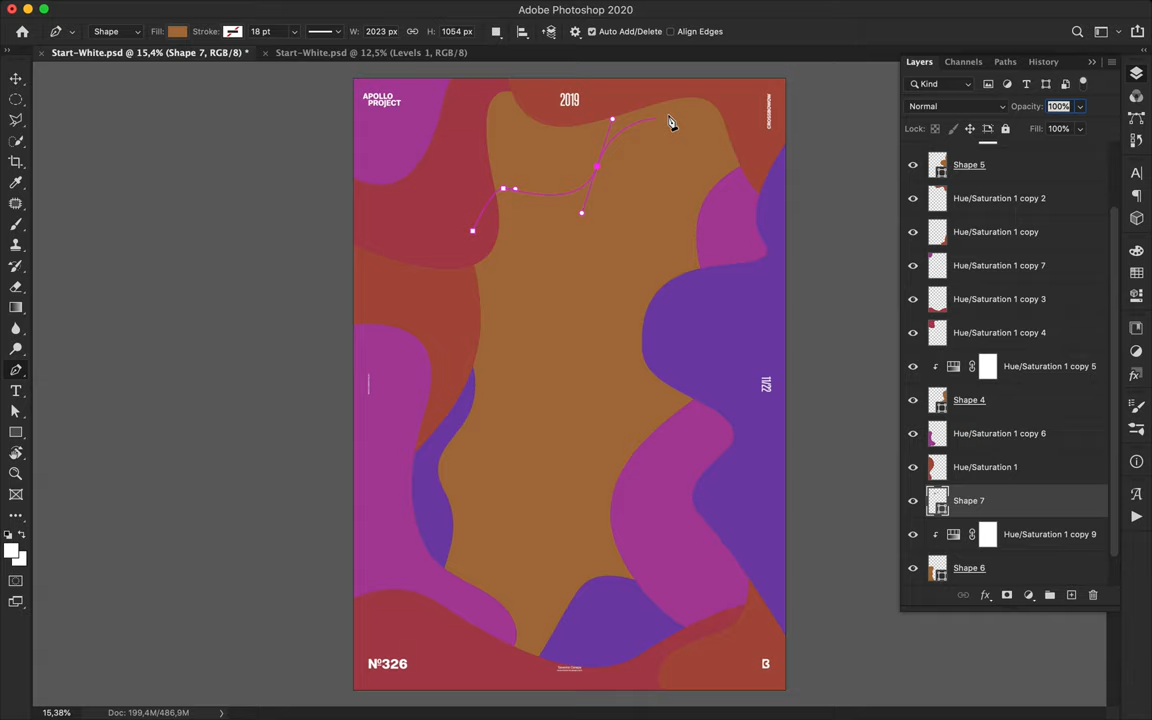 Adobe Photoshop 2020
Shape
Fill:
Stroke:
18 pt
W: 2023 px
H: 1054 px
Auto Add/Delete
Align Edges
Start-White.psd @ 15,4% (Shape 7, RGB/8) *
Start-White.psd @ 12,5% (Levels 1, RGB/8)
Layers
Channels
Paths
History
Kind
Normal
Opacity: 100%
Lock:
Fill: 100%
Shape 5
Hue/Saturation 1 copy 2
Hue/Saturation 1 copy
Hue/Saturation 1 copy 7
Hue/Saturation 1 copy 3
Hue/Saturation 1 copy 4
Hue/Saturation 1 copy 5
Shape 4
Hue/Saturation 1 copy 6
Hue/Saturation 1
Shape 7
Hue/Saturation 1 copy 9
Shape 6
APOLLO
PROJECT
2019
11/22
Nº326
ß
15,38%
Doc: 199,4M/486,9M